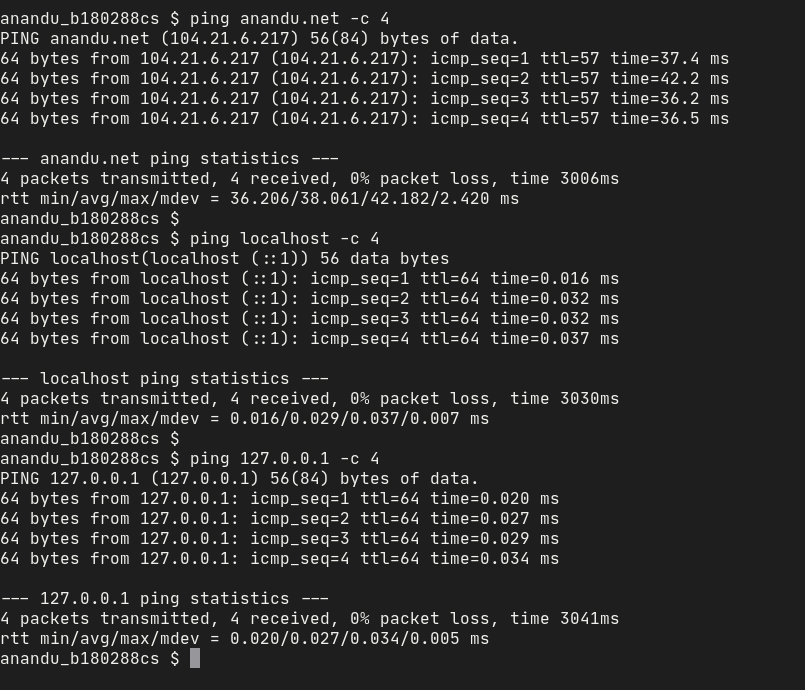 anandu_b180288cs $ ping anandu.net -c 4
PING anandu.net (104.21.6.217) 56(84) bytes of data.
64 bytes from 104.21.6.217 (104.21.6.217): icmp_seq=1 ttl=57 time=37.4 ms
64 bytes from 104.21.6.217 (104.21.6.217): icmp_seq=2 ttl=57 time=42.2 ms
64 bytes from 104.21.6.217 (104.21.6.217): icmp_seq=3 ttl=57 time=36.2 ms
64 bytes from 104.21.6.217 (104.21.6.217): icmp_seq=4 ttl=57 time=36.5 ms

--- anandu.net ping statistics ---
4 packets transmitted, 4 received, 0% packet loss, time 3006ms
rtt min/avg/max/mdev = 36.206/38.061/42.182/2.420 ms
anandu_b180288cs $
anandu_b180288cs $ ping localhost -c 4
PING localhost(localhost (::1)) 56 data bytes
64 bytes from localhost (::1): icmp_seq=1 ttl=64 time=0.016 ms
64 bytes from localhost (::1): icmp_seq=2 ttl=64 time=0.032 ms
64 bytes from localhost (::1): icmp_seq=3 ttl=64 time=0.032 ms
64 bytes from localhost (::1): icmp_seq=4 ttl=64 time=0.037 ms

--- localhost ping statistics ---
4 packets transmitted, 4 received, 0% packet loss, time 3030ms
rtt min/avg/max/mdev = 0.016/0.029/0.037/0.007 ms
anandu_b180288cs $
anandu_b180288cs $ ping 127.0.0.1 -c 4
PING 127.0.0.1 (127.0.0.1) 56(84) bytes of data.
64 bytes from 127.0.0.1: icmp_seq=1 ttl=64 time=0.020 ms
64 bytes from 127.0.0.1: icmp_seq=2 ttl=64 time=0.027 ms
64 bytes from 127.0.0.1: icmp_seq=3 ttl=64 time=0.029 ms
64 bytes from 127.0.0.1: icmp_seq=4 ttl=64 time=0.034 ms

--- 127.0.0.1 ping statistics ---
4 packets transmitted, 4 received, 0% packet loss, time 3041ms
rtt min/avg/max/mdev = 0.020/0.027/0.034/0.005 ms
anandu_b180288cs $